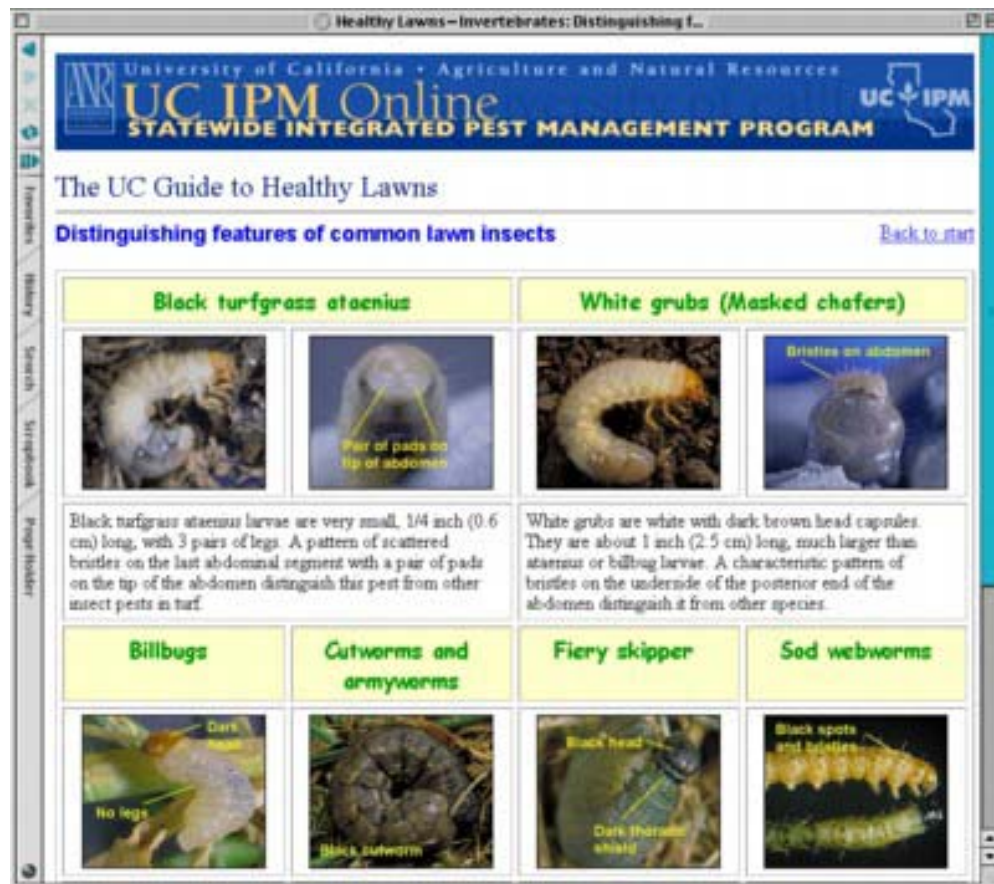 Healthy Lawns—Invertebrates: Distinguishing f...
University of California • Agriculture and Natural Resources
ANR
UC IPM Online
STATEWIDE INTEGRATED PEST MANAGEMENT PROGRAM
UC IPM
Favorites
History
Search
Scrapbook
Page Holder
The UC Guide to Healthy Lawns
Distinguishing features of common lawn insects
Back to start
Black turfgrass ataenius
White grubs (Masked chafers)
Pair of pads on
tip of abdomen
Bristles on abdomen
Black turfgrass ataenius larvae are very small, 1/4 inch (0.6
cm) long, with 3 pairs of legs. A pattern of scattered
bristles on the last abdominal segment with a pair of pads
on the tip of the abdomen distinguish this pest from other
insect pests in turf.
White grubs are white with dark brown head capsules.
They are about 1 inch (2.5 cm) long, much larger than
ataenius or billbug larvae. A characteristic pattern of
bristles on the underside of the posterior end of the
abdomen distinguish it from other species.
Billbugs
Cutworms and
armyworms
Fiery skipper
Sod webworms
Dark
head
No legs
Black cutworm
Black head
Dark thoracic
shield
Black spots
and bristles